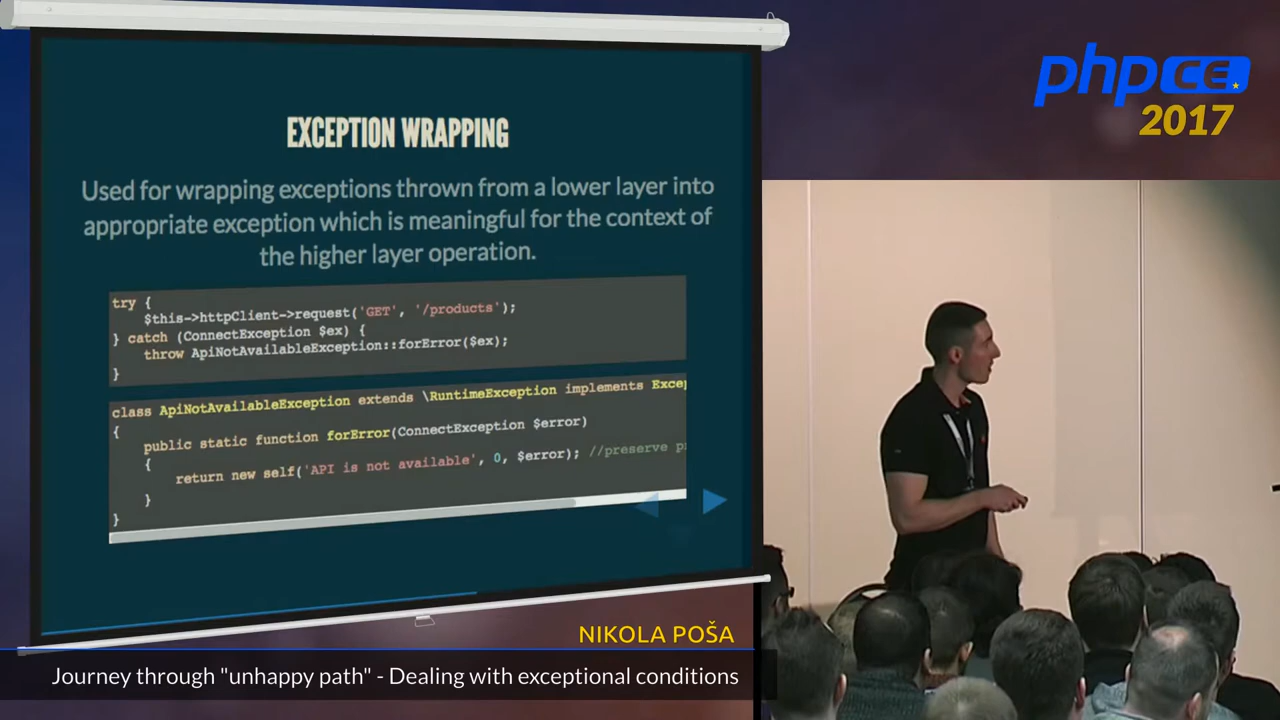 phpCE
2017
EXCEPTION WRAPPING
Used for wrapping exceptions thrown from a lower layer into
appropriate exception which is meaningful for the context of
the higher layer operation.
try {
$this->httpClient->request('GET', '/products');
} catch (ConnectException $ex) {
throw ApiNotAvailableException::forError($ex);
}
class ApiNotAvailableException extends \RuntimeException implements Excep
{
public static function forError(ConnectException $error)
{
return new self('API is not available', 0, $error); //preserve p
}
}
NIKOLA POŠA
Journey through "unhappy path" - Dealing with exceptional conditions